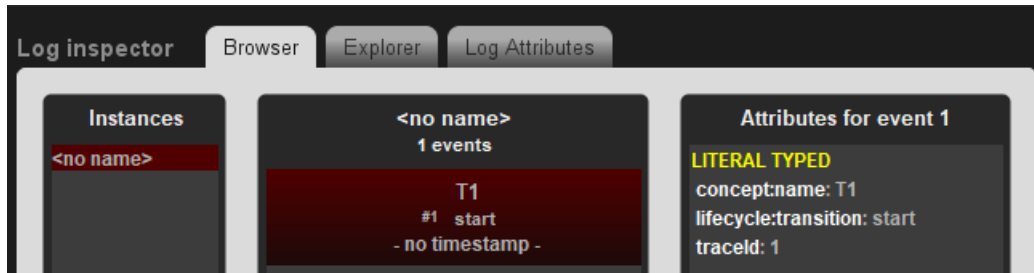 Log inspector Browser Explorer Log Attributes
Instances
<no name>
<no name>
1 events
T1
#1 start
- no timestamp -
Attributes for event 1
LITERAL TYPED
concept:name: T1
lifecycle:transition: start
traceId: 1